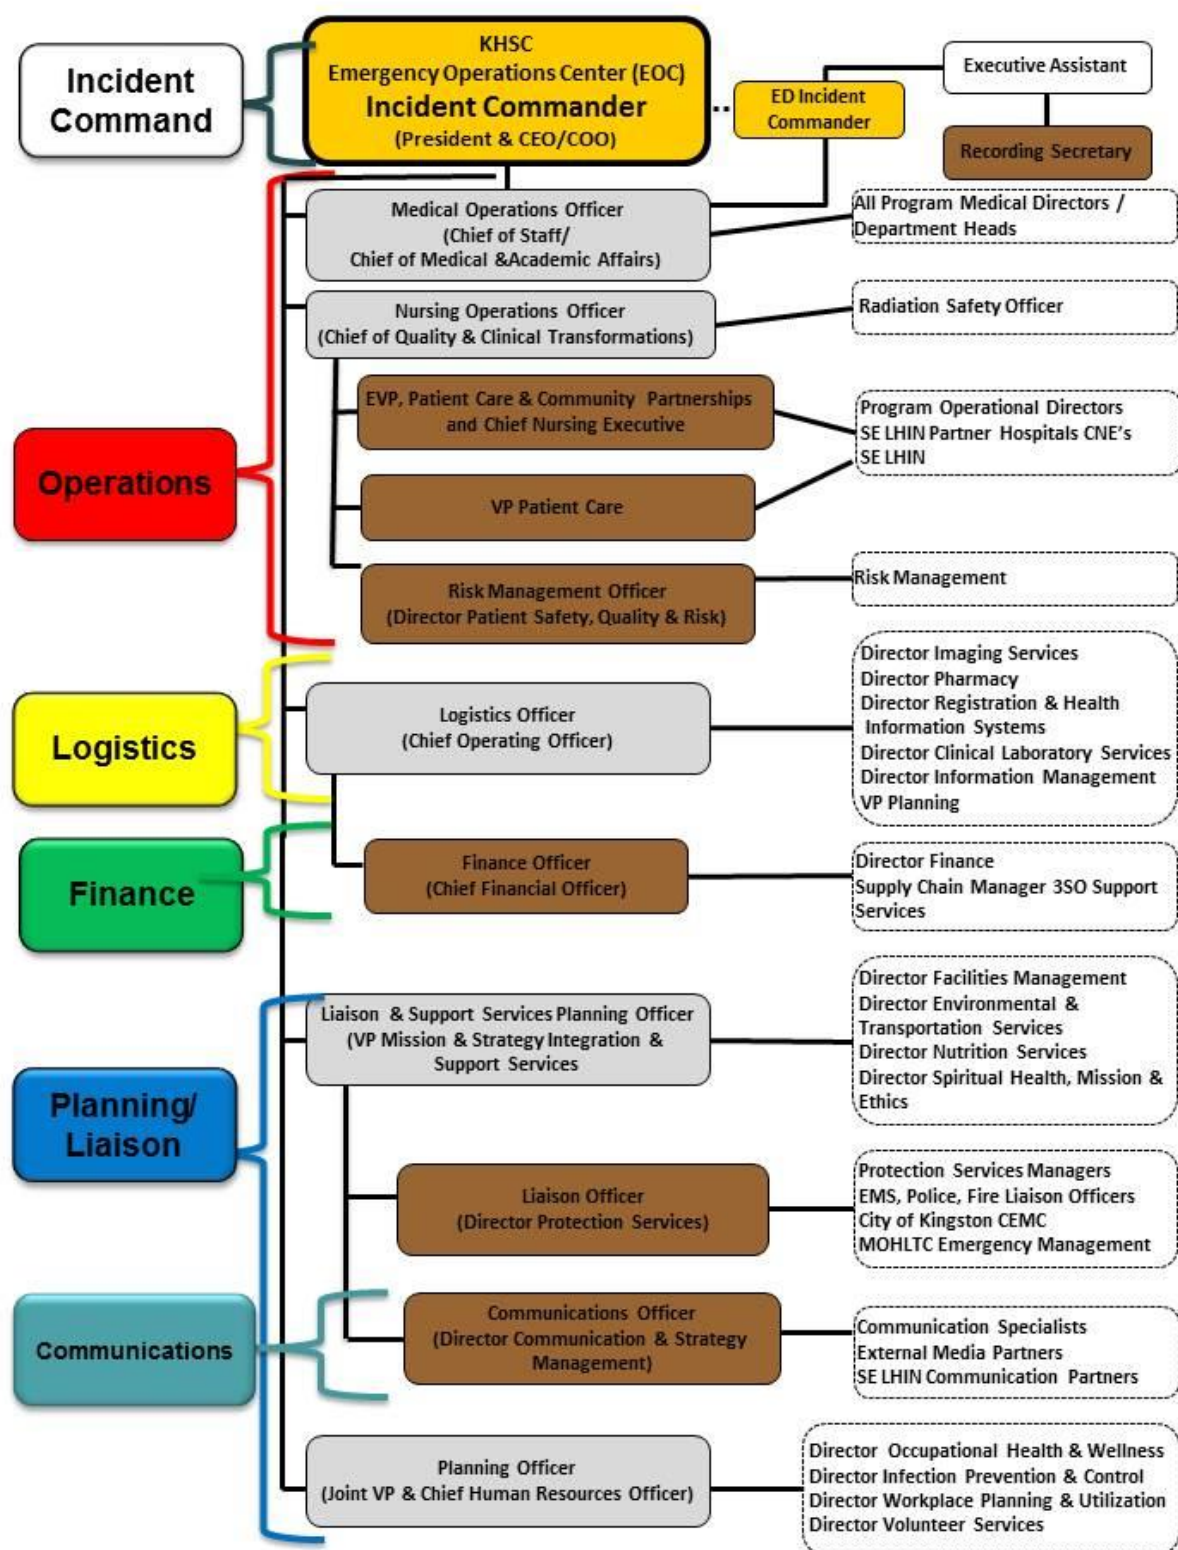 Incident
Command
KHSC
Emergency Operations Center (EOC)
Incident Commander
(President & CEO/COO)
ED Incident
Commander
Executive Assistant
Recording Secretary
Operations
Medical Operations Officer
(Chief of Staff/
Chief of Medical &Academic Affairs)
All Program Medical Directors /
Department Heads
Nursing Operations Officer
(Chief of Quality & Clinical Transformations)
Radiation Safety Officer
EVP, Patient Care & Community Partnerships
and Chief Nursing Executive
VP Patient Care
Program Operational Directors
SE LHIN Partner Hospitals CNE's
SE LHIN
Risk Management Officer
(Director Patient Safety, Quality & Risk)
Risk Management
Logistics
Logistics Officer
(Chief Operating Officer)
Director Imaging Services
Director Pharmacy
Director Registration & Health
Information Systems
Director Clinical Laboratory Services
Director Information Management
VP Planning
Finance
Finance Officer
(Chief Financial Officer)
Director Finance
Supply Chain Manager 3SO Support
Services
Planning/
Liaison
Liaison & Support Services Planning Officer
(VP Mission & Strategy Integration &
Support Services
Director Facilities Management
Director Environmental &
Transportation Services
Director Nutrition Services
Director Spiritual Health, Mission &
Ethics
Liaison Officer
(Director Protection Services)
Protection Services Managers
EMS, Police, Fire Liaison Officers
City of Kingston CEMC
MOHLTC Emergency Management
Communications
Communications Officer
(Director Communication & Strategy
Management)
Communication Specialists
External Media Partners
SE LHIN Communication Partners
Planning Officer
(Joint VP & Chief Human Resources Officer)
Director Occupational Health & Wellness
Director Infection Prevention & Control
Director Workplace Planning & Utilization
Director Volunteer Services